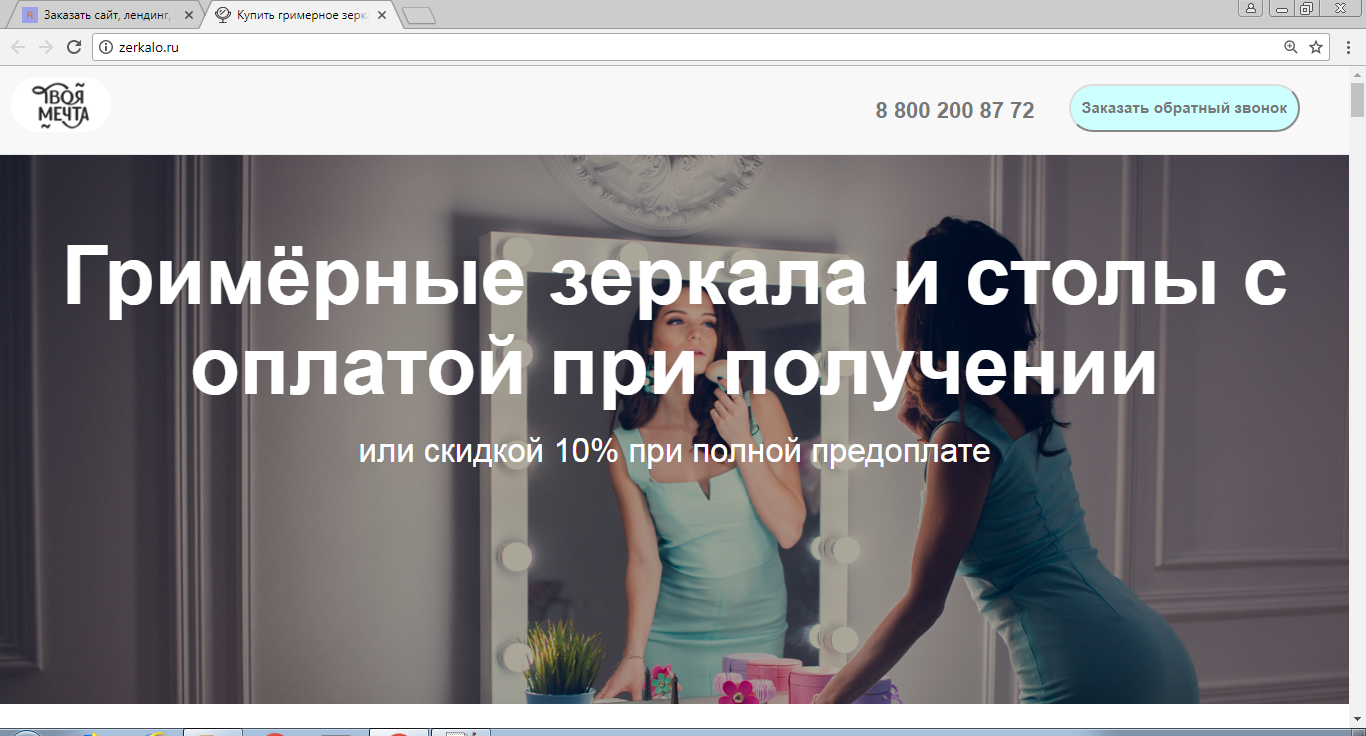 Заказать сайт, лендинг,
Купить гримерное зерка
zerkalo.ru
ТВОЯ
МЕЧТА
8 800 200 87 72
Заказать обратный звонок
Гримёрные зеркала и столы с
оплатой при получении
или скидкой 10% при полной предоплате